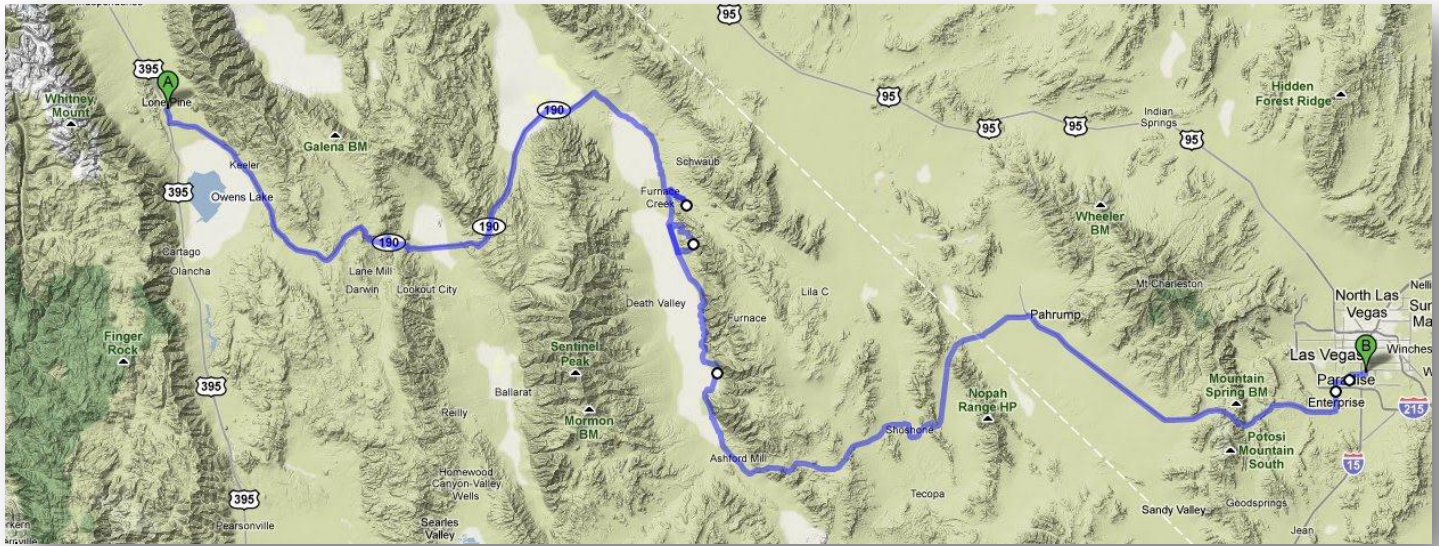 Independence
95
395
A
Lone Pine
Whitney
Mount
Galena BM
190
Hidden
Forest Ridge
95
Indian
Springs
95
95
95
Schwaub
Keeler
395
Owens Lake
Furnace
Creek
Wheeler
BM
190
190
Cartago
Olancha
Lane Mill
Darwin
Lookout City
Death Valley
Lila C
Furnace
Mt Charleston
North Las
Vegas
Pahrump
B
Las Vegas
Finger
Rock
Sentinel
Peak
395
Ballarat
Paradise
Mountain
Spring BM
Enterprise
215
Reilly
Mormon
BM
Nopah
Range HP
Shoshone
Potosi
Mountain
South
15
Ashford Mill
Homewood
Canyon-Valley
Wells
395
Tecopa
Goodsprings
Sandy Valley
Pearsonville
Searles
Valley
Jean